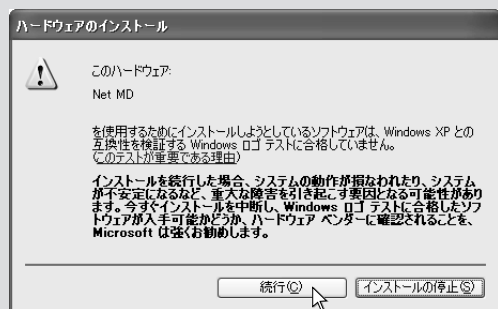 ハードウェアのインストール
このハードウェア:
Net MD
を使用するためにインストールしようとしているソフトウェアは、Windows XP との
互換性を検証する Windows ロゴ テストに合格していません。
(このテストが重要である理由)
インストールを続行した場合、システムの動作が損なわれたり、システム
が不安定になるなど、重大な障害を引き起こす要因となる可能性があり
ます。今すぐインストールを中断し、Windows ロゴ テストに合格したソフ
トウェアが入手可能かどうか、ハードウェア ベンダーに確認されることを、
Microsoft は強くお勧めします。
続行(C)
インストールの停止(S)